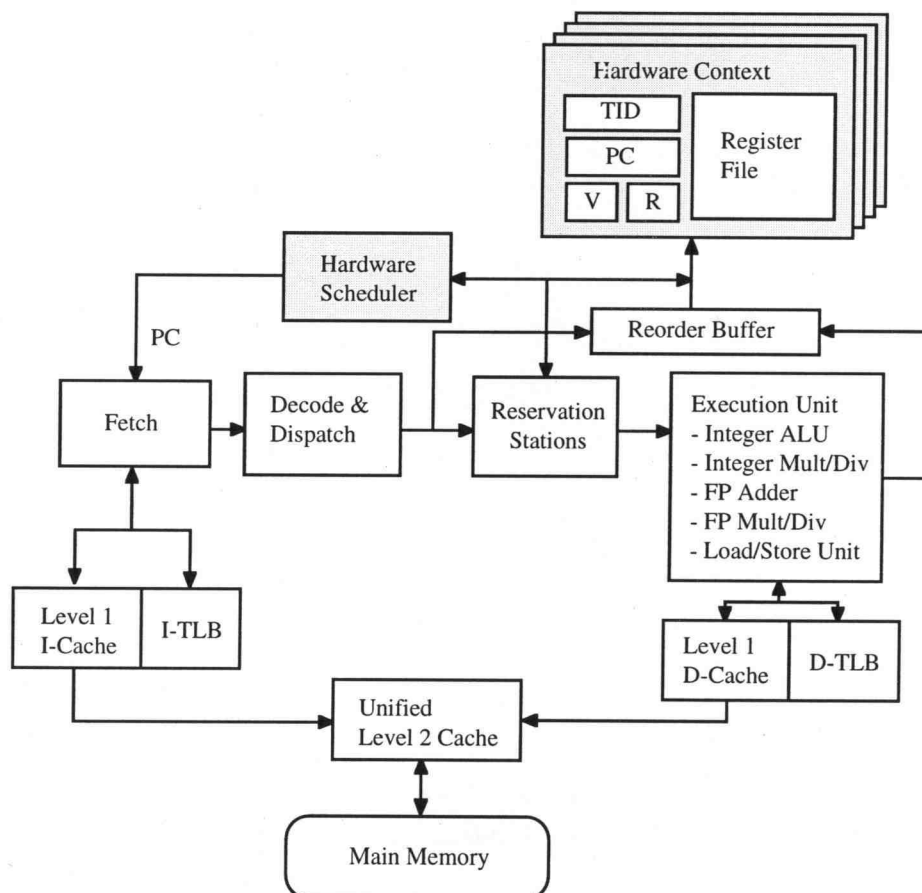 Hardware Context
TID
PC
V
R
Register
File
Hardware
Scheduler
PC
Reorder Buffer
Fetch
Decode &
Dispatch
Reservation
Stations
Execution Unit
- Integer ALU
- Integer Mult/Div
- FP Adder
- FP Mult/Div
- Load/Store Unit
Level 1
I-Cache
I-TLB
Level 1
D-Cache
D-TLB
Unified
Level 2 Cache
Main Memory